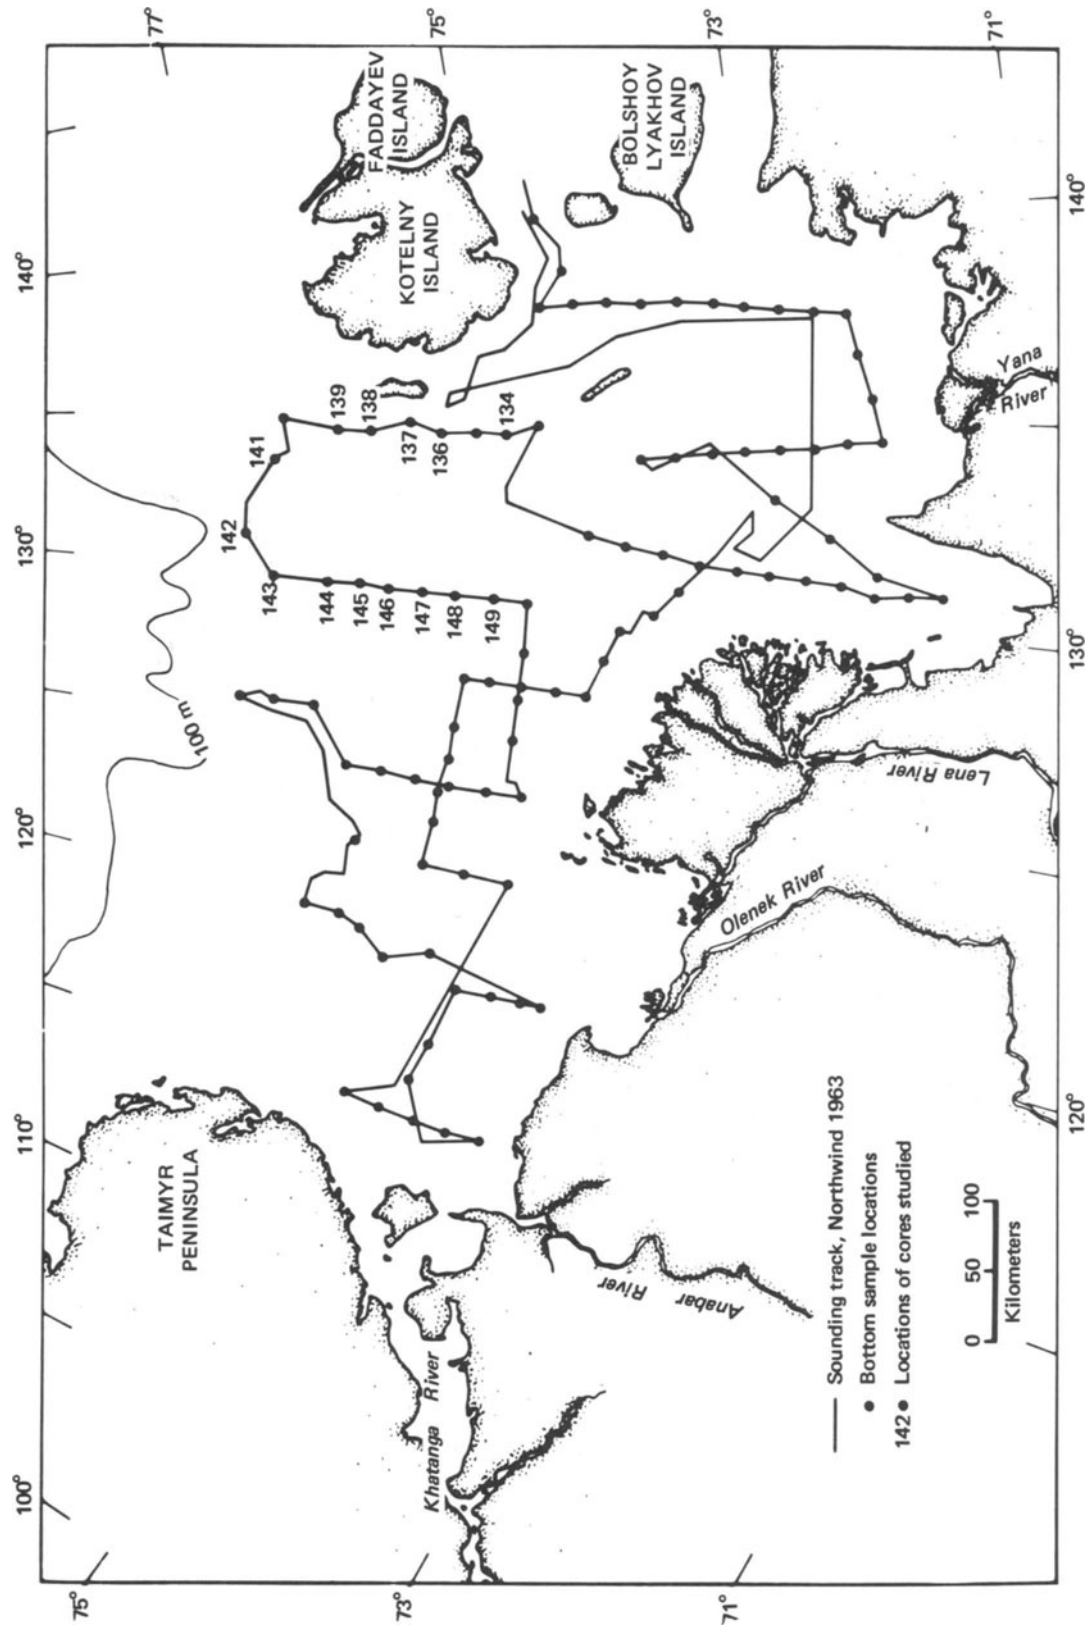 100°
110°
120°
130°
140°
75°
73°
71°
77°
75°
73°
71°
120°
130°
140°
TAIMYR
PENINSULA
100 m
KOTELNY
ISLAND
FADDAYEV
ISLAND
BOLSHOY
LYAKHOV
ISLAND
141
142
143
144
145
146
147
148
149
139
138
137
136
134
Khatanga River
Anabar
River
Olenek River
Lena River
Yana
River
Sounding track, Northwind 1963
Bottom sample locations
142 ● Locations of cores studied
0 50 100
Kilometers